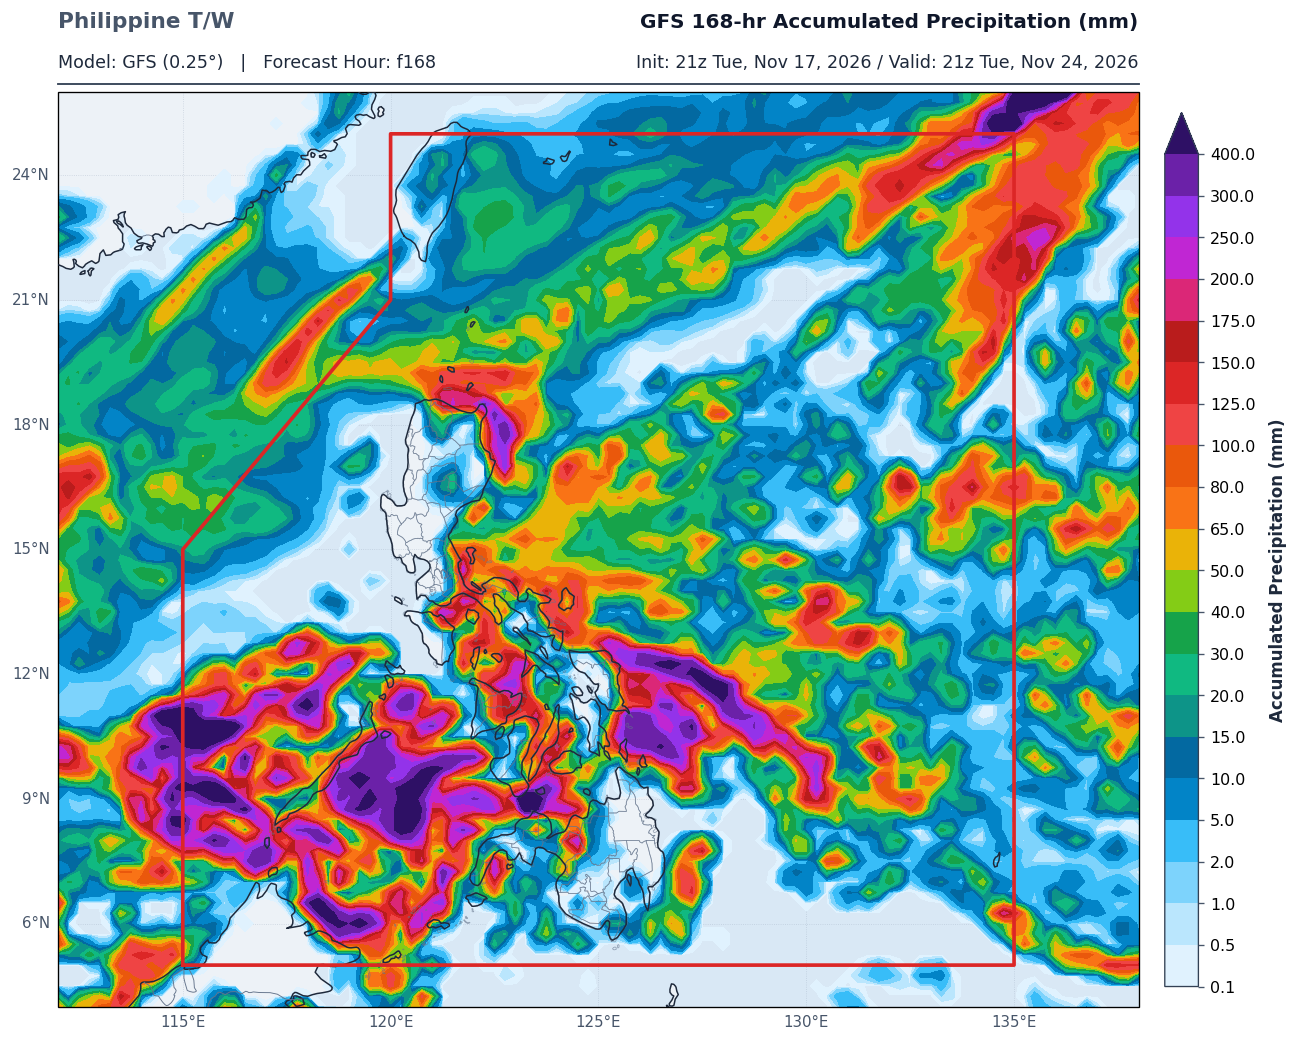 Philippine T/W
GFS 168-hr Accumulated Precipitation (mm)
Model: GFS (0.25°)   |   Forecast Hour: f168
Init: 21z Tue, Nov 17, 2026 / Valid: 21z Tue, Nov 24, 2026
24°N
21°N
18°N
15°N
12°N
9°N
6°N
115°E
120°E
125°E
130°E
135°E
400.0
300.0
250.0
200.0
175.0
150.0
125.0
100.0
80.0
65.0
50.0
40.0
30.0
20.0
15.0
10.0
5.0
2.0
1.0
0.5
0.1
Accumulated Precipitation (mm)